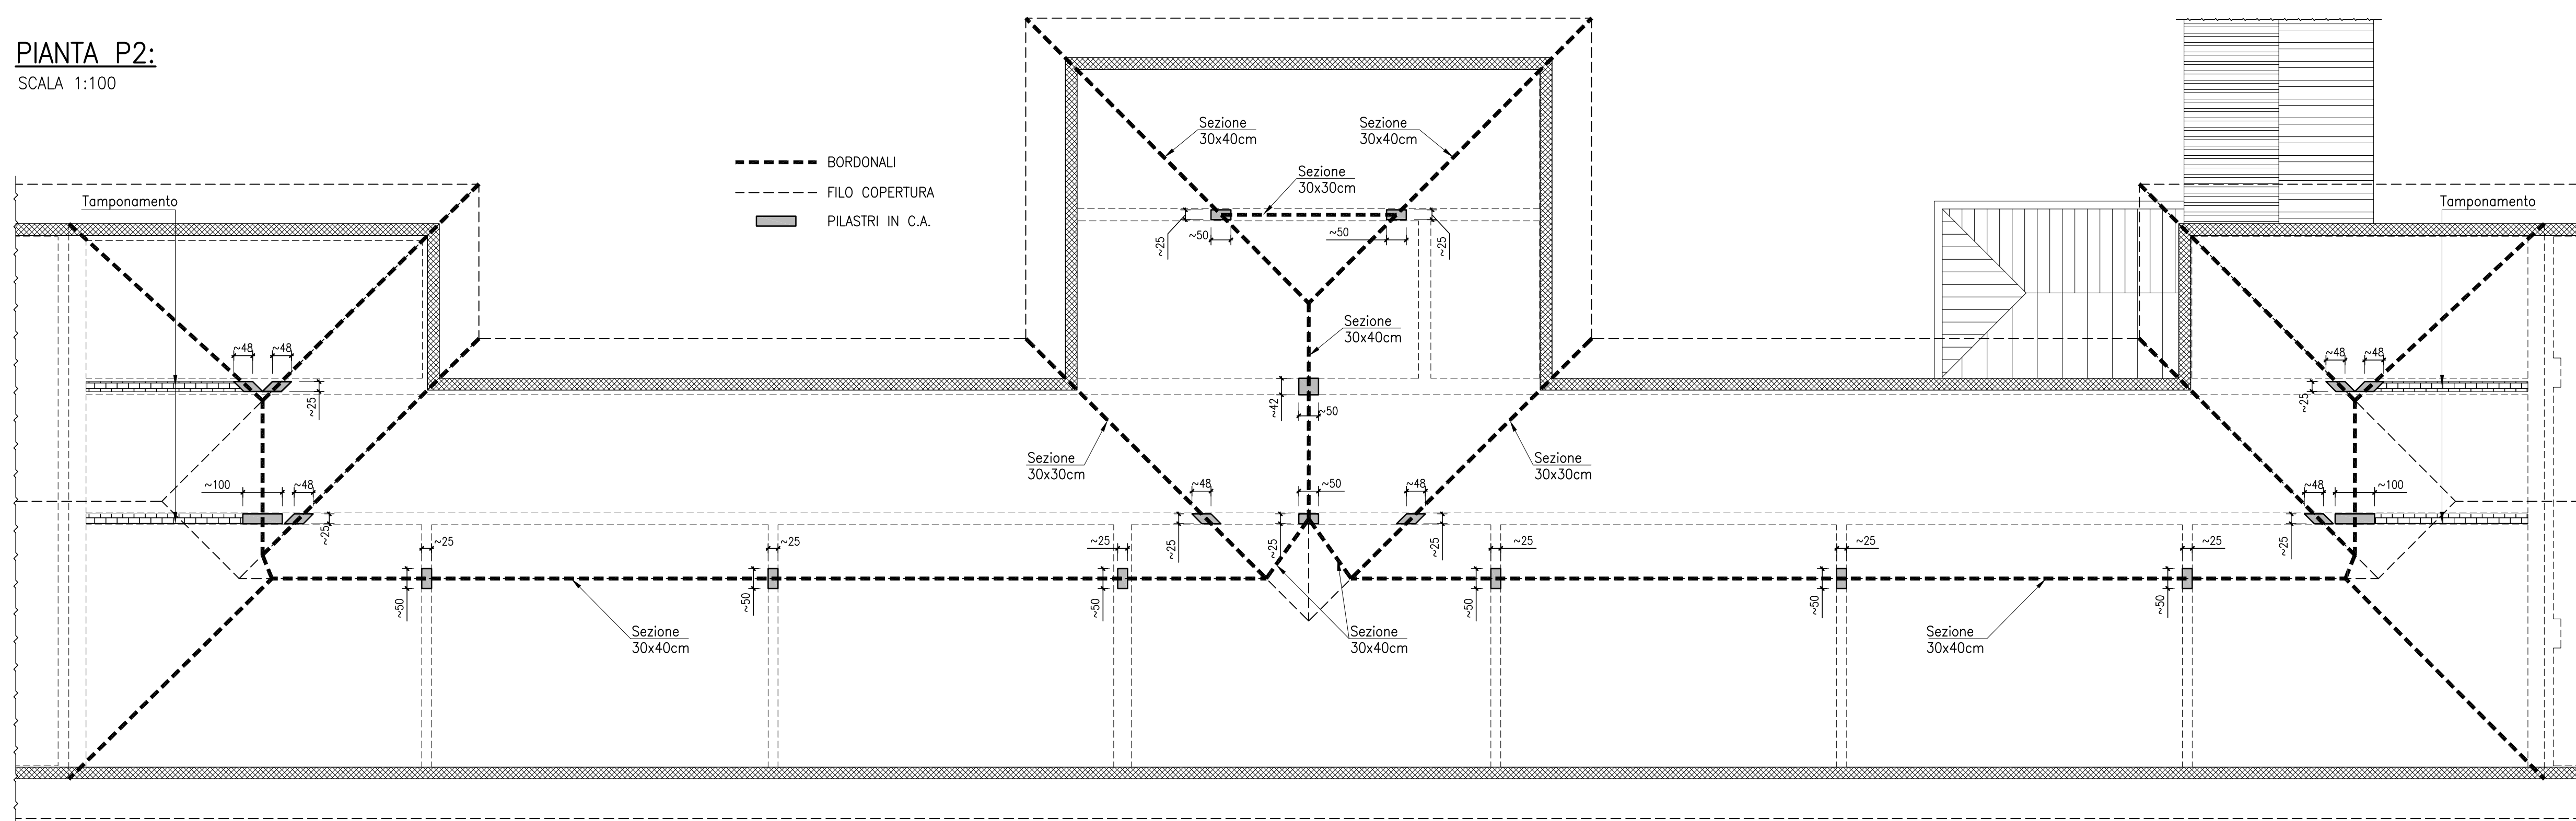 PIANTA P2:
SCALA 1:100
BORDONALI
FILO COPERTURA
PILASTRI IN C.A.
Sezione
30x40cm
Sezione
30x40cm
Sezione
30x30cm
~25
~50
~50
~25
Tamponamento
Tamponamento
Sezione
30x40cm
~48
~48
~25
~42
~50
~48
~48
~25
Sezione
30x30cm
Sezione
30x30cm
~100
~48
~25
~48
~50
~48
~25
~25
~25
~48
~100
~25
~25
~50
~25
~50
~25
~50
~25
~50
~25
~50
~25
~50
Sezione
30x40cm
Sezione
30x40cm
Sezione
30x40cm